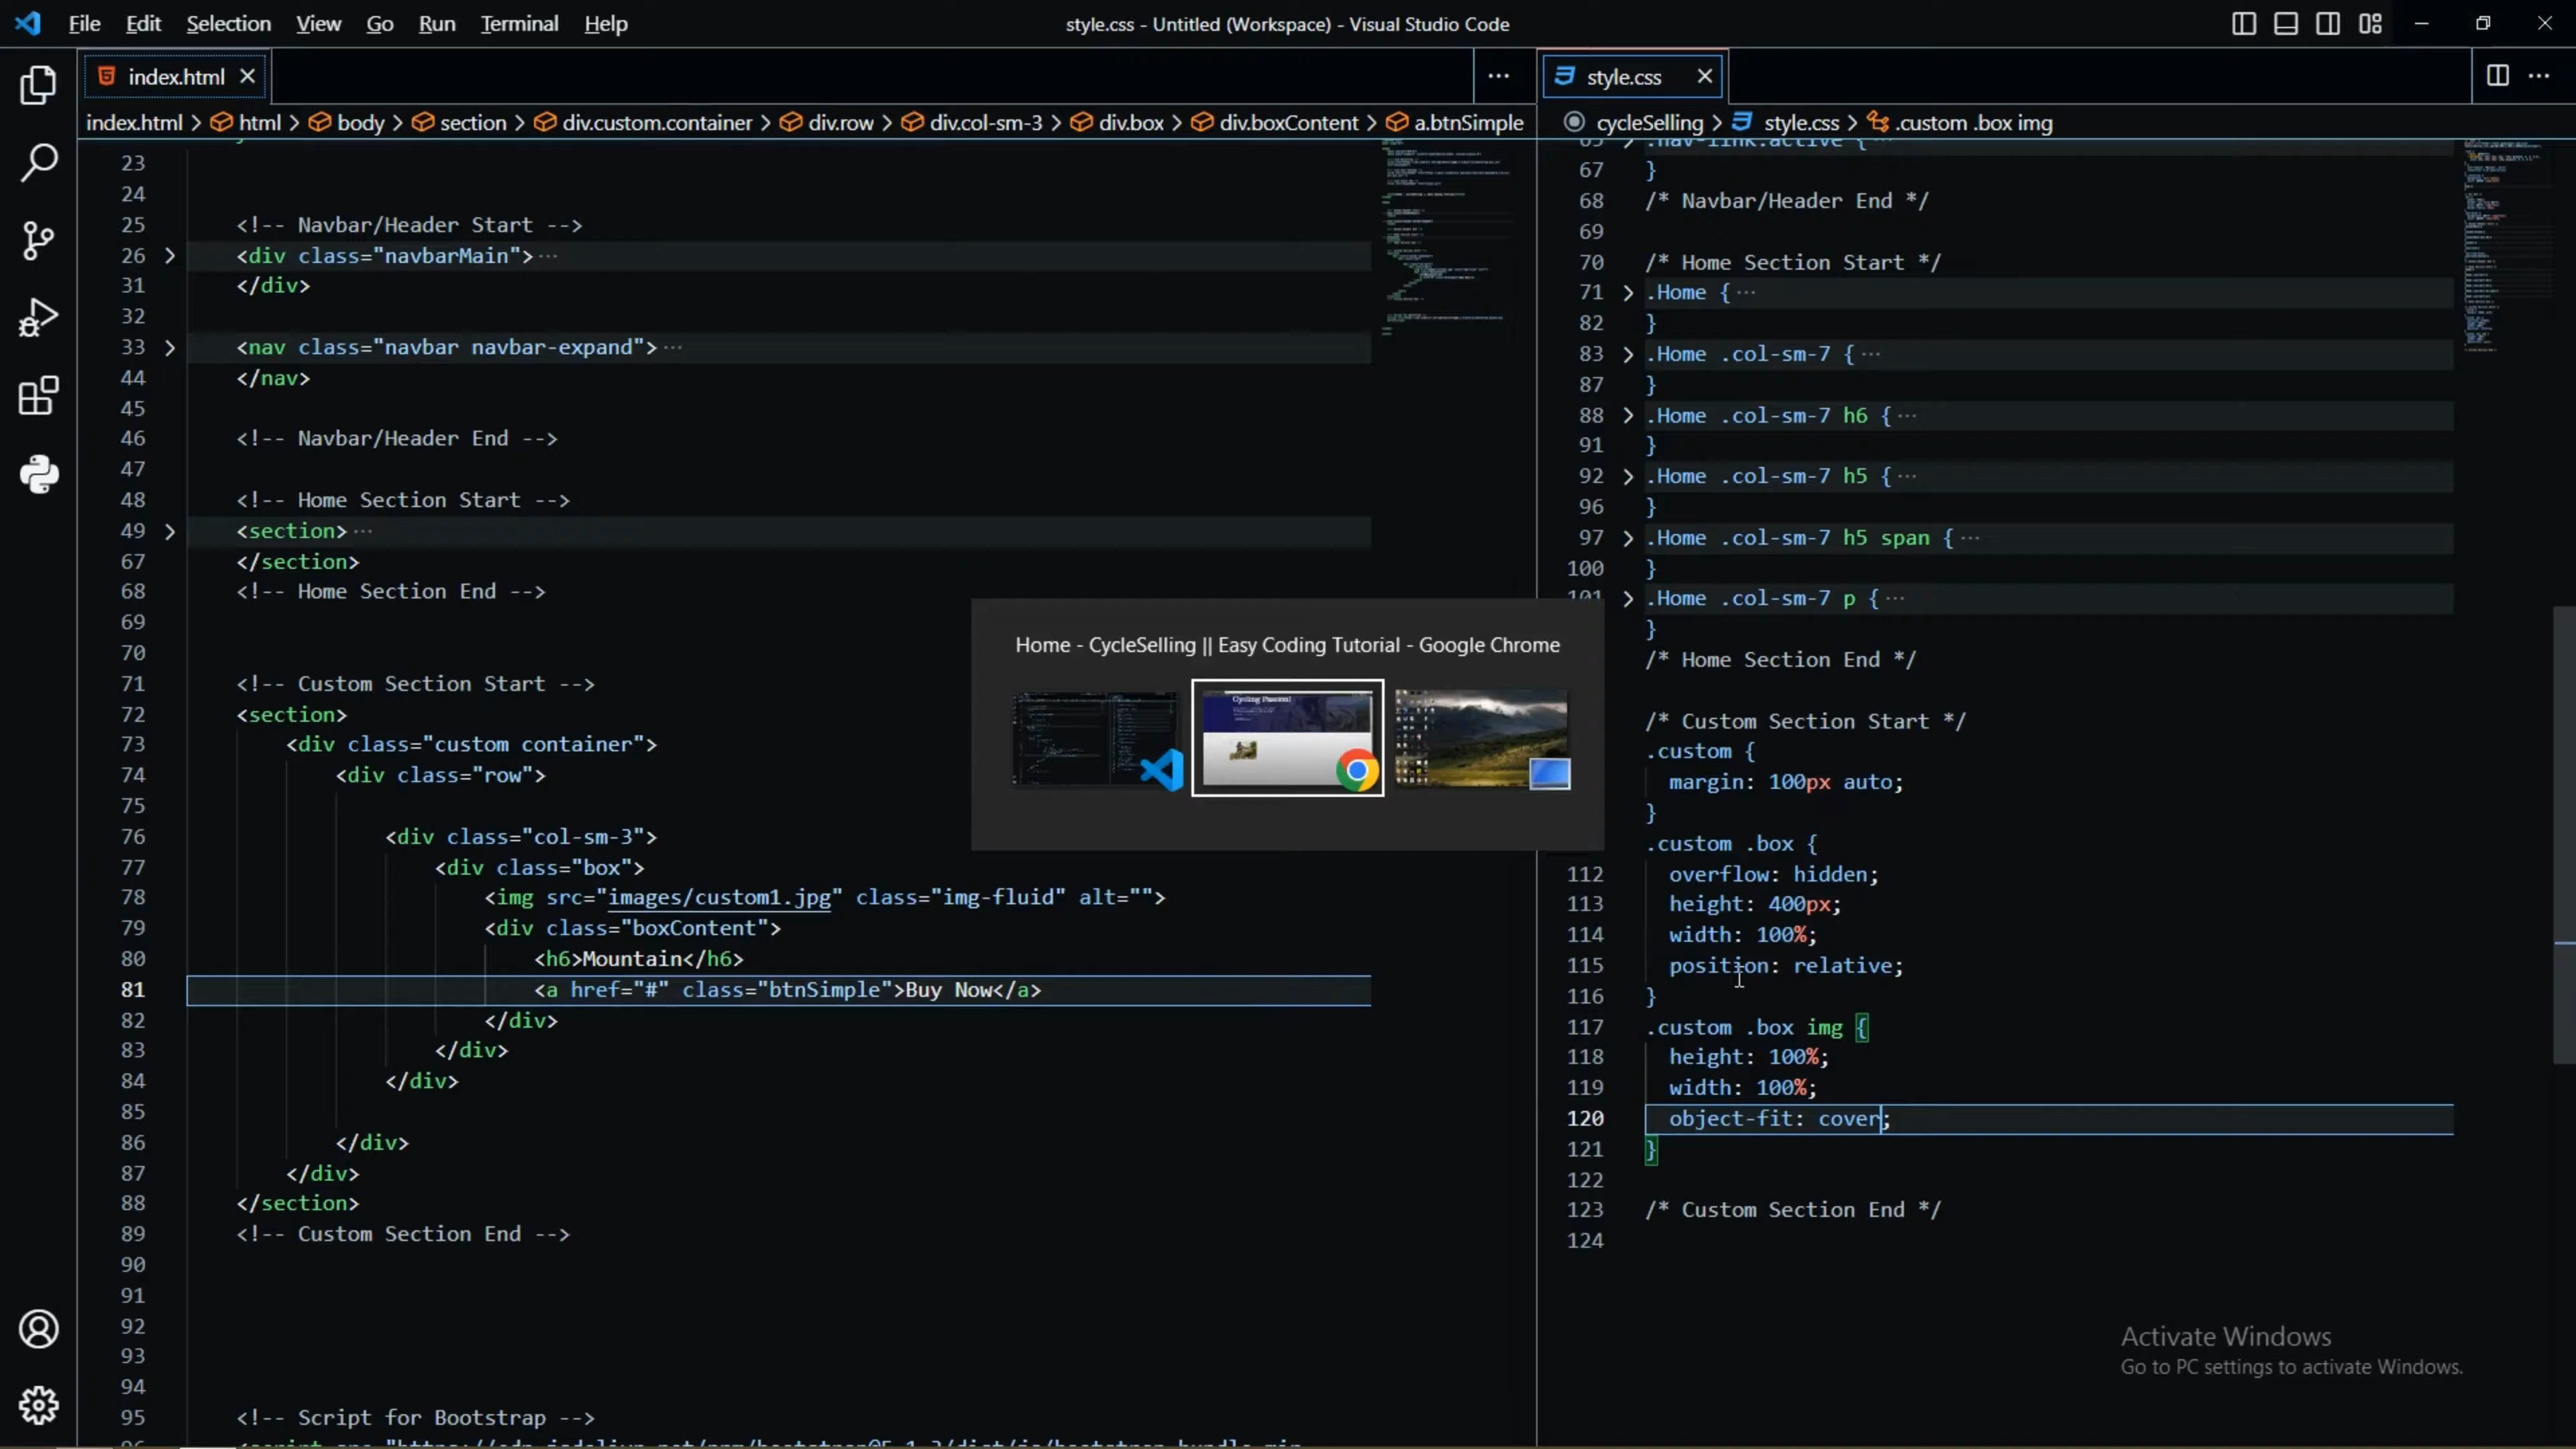 File Edit Selection View Go Run Terminal Help
style.css - Untitled (Workspace) - Visual Studio Code
index.html
index.html > html > body > section > div.custom.container > div.row > div.col-sm-3 > div.box > div.boxContent > a.btnSimple
23
24
25 <!-- Navbar/Header Start -->
26 <div class="navbarMain">···
31 </div>
32
33 <nav class="navbar navbar-expand">···
44 </nav>
45
46 <!-- Navbar/Header End -->
47
48 <!-- Home Section Start -->
49 <section>···
67 </section>
68 <!-- Home Section End -->
69
70
71 <!-- Custom Section Start -->
72 <section>
73 <div class="custom container">
74 <div class="row">
75
76 <div class="col-sm-3">
77 <div class="box">
78 <img src="images/custom1.jpg" class="img-fluid" alt="">
79 <div class="boxContent">
80 <h6>Mountain</h6>
81 <a href="#" class="btnSimple">Buy Now</a>
82 </div>
83 </div>
84 </div>
85
86 </div>
87 </div>
88 </section>
89 <!-- Custom Section End -->
90
91
92
93
94
95 <!-- Script for Bootstrap -->
Home - CycleSelling || Easy Coding Tutorial - Google Chrome
style.css
cycleSelling > style.css > .custom .box img
.nav-link.active {···
67 }
68 /* Navbar/Header End */
69
70 /* Home Section Start */
71 .Home {···
82 }
83 .Home .col-sm-7 {···
87 }
88 .Home .col-sm-7 h6 {···
91 }
92 .Home .col-sm-7 h5 {···
96 }
97 .Home .col-sm-7 h5 span {···
100 }
101 .Home .col-sm-7 p {···
}
/* Home Section End */
/* Custom Section Start */
.custom {
margin: 100px auto;
}
.custom .box {
112 overflow: hidden;
113 height: 400px;
114 width: 100%;
115 position: relative;
116 }
117 .custom .box img {
118 height: 100%;
119 width: 100%;
120 object-fit: cover;
121 }
122
123 /* Custom Section End */
124
Activate Windows
Go to PC settings to activate Windows.